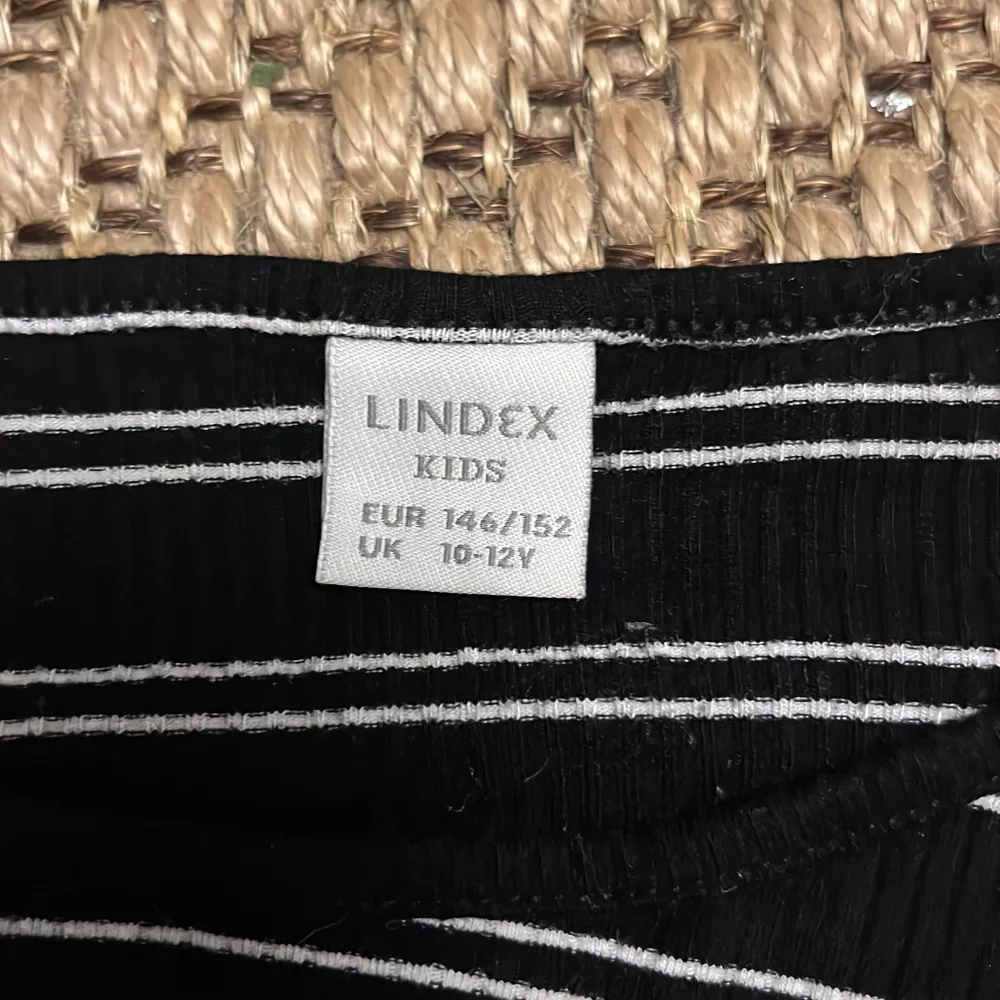 LINDEX
KIDS
EUR 146/152
UK 10-12Y